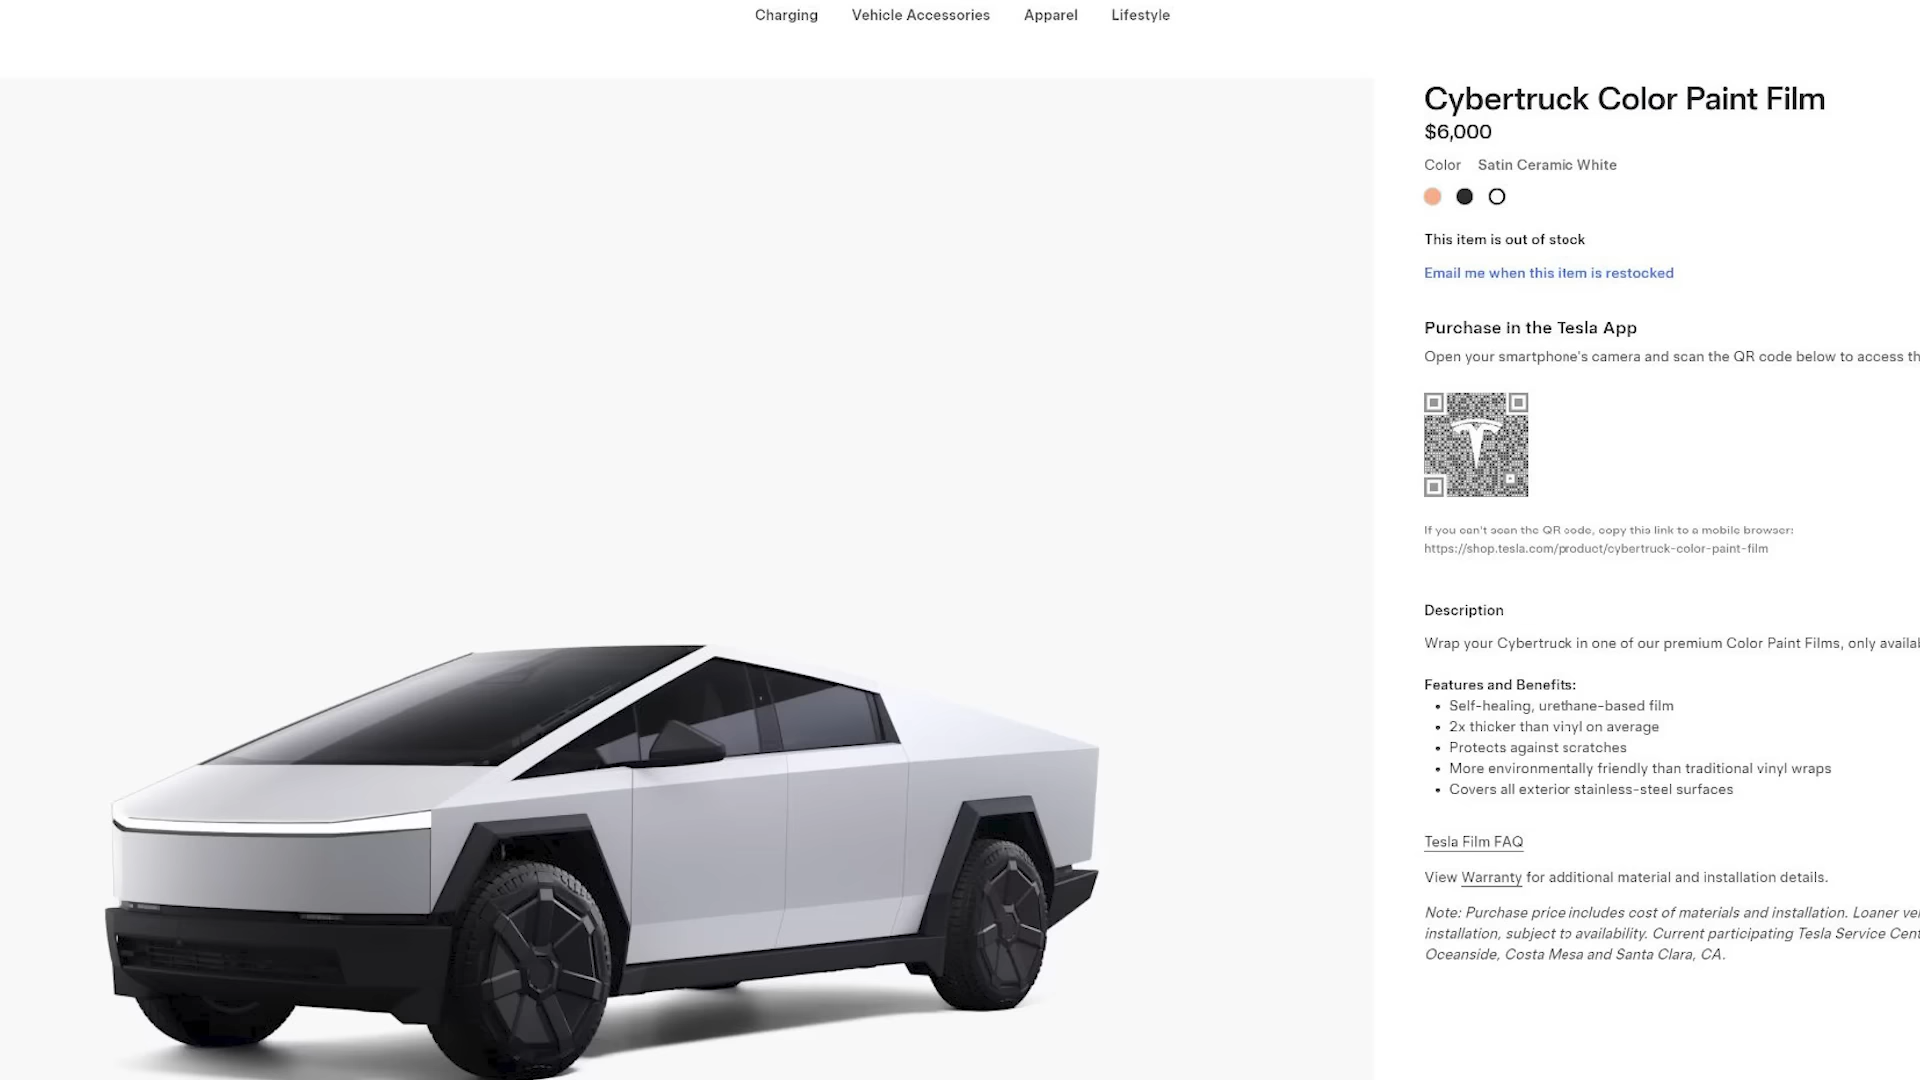 Charging Vehicle Accessories Apparel Lifestyle
Cybertruck Color Paint Film
$6,000
Color Satin Ceramic White
This item is out of stock
Email me when this item is restocked
Purchase in the Tesla App
Open your smartphone's camera and scan the QR code below to access
If you can't scan the QR code, copy this link to a mobile browser:
https://shop.tesla.com/product/cybertruck-color-paint-film
Description
Wrap your Cybertruck in one of our premium Color Paint Films, only
Features and Benefits:
• Self-healing, urethane-based film
• 2x thicker than vinyl on average
• Protects against scratches
• More environmentally friendly than traditional vinyl wraps
• Covers all exterior stainless-steel surfaces
Tesla Film FAQ
View Warranty for additional material and installation details.
Note: Purchase price includes cost of materials and installation. Loaner
installation, subject to availability. Current participating Tesla Service
Oceanside, Costa Mesa and Santa Clara, CA.